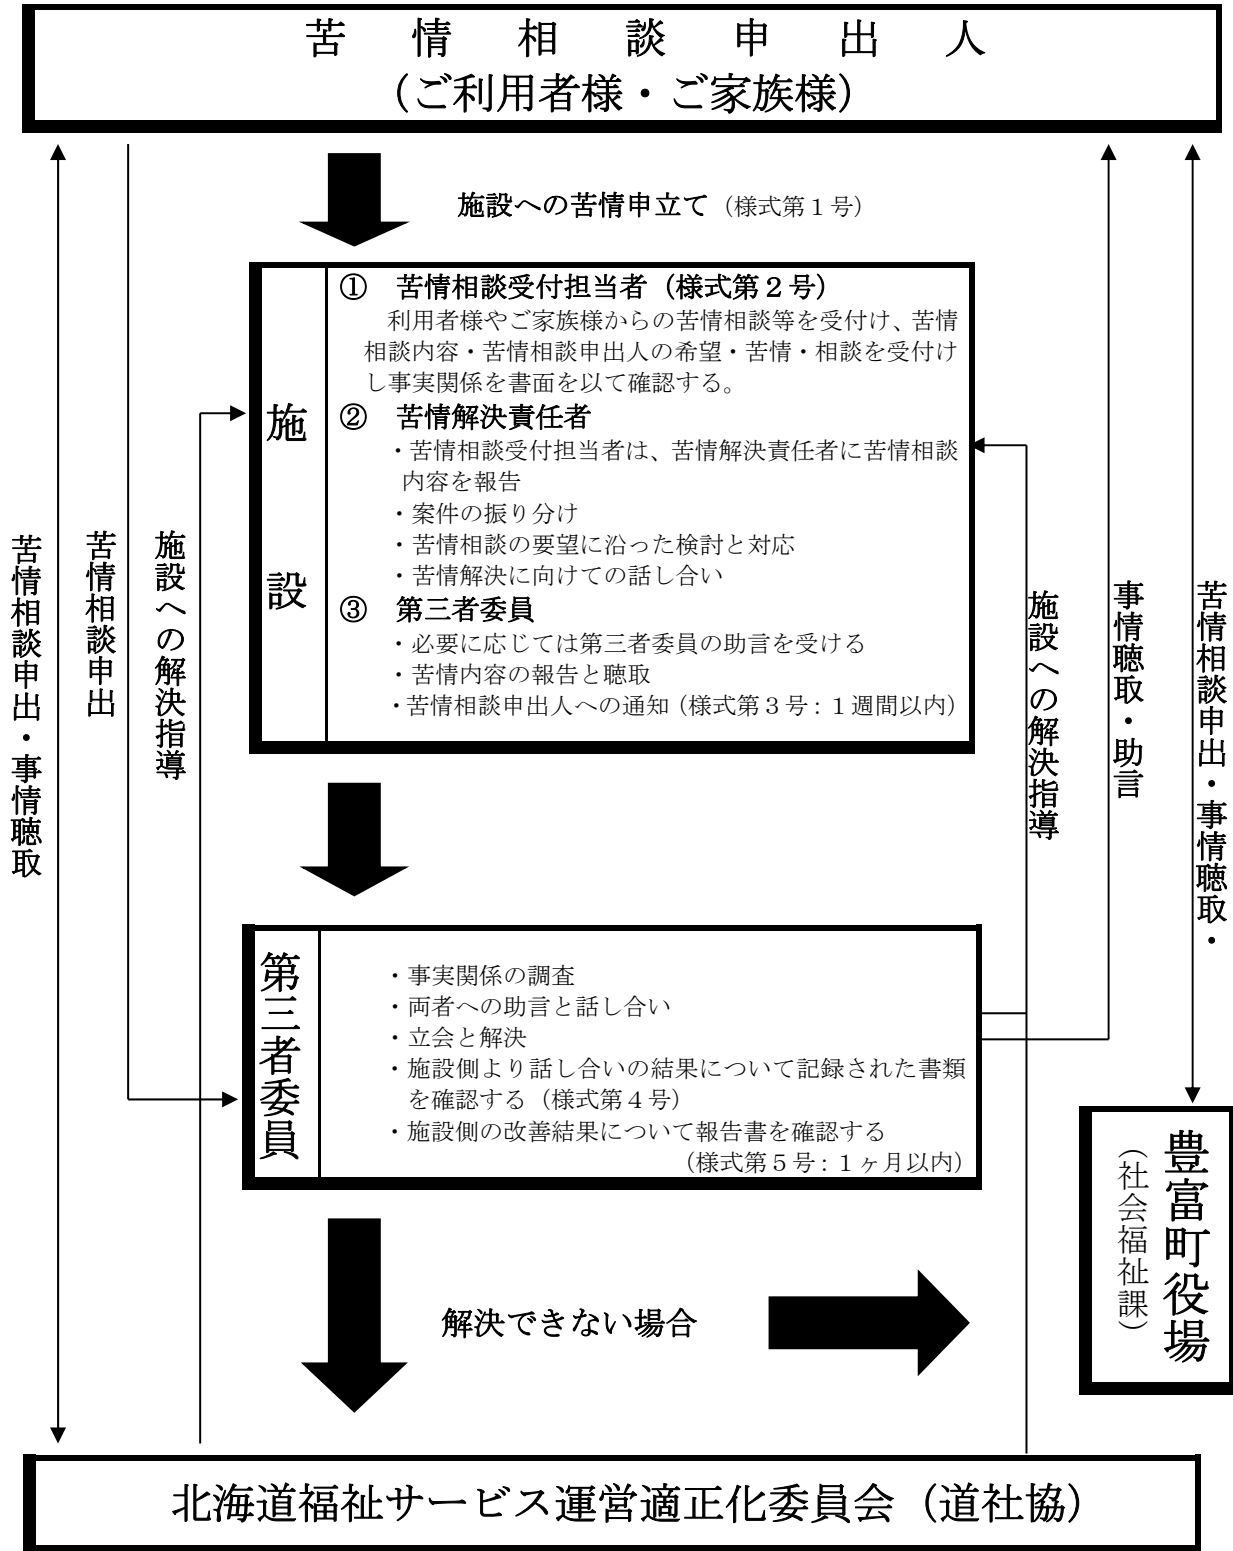 苦情相談申出人
（ご利用者様・ご家族様）
施設への苦情申立て（様式第１号）
施設
①　苦情相談受付担当者（様式第２号）
利用者様やご家族様からの苦情相談等を受付け、苦情
相談内容・苦情相談申出人の希望・苦情・相談を受付け
し事実関係を書面を以て確認する。
②　苦情解決責任者
・苦情相談受付担当者は、苦情解決責任者に苦情相談
内容を報告
・案件の振り分け
・苦情相談の要望に沿った検討と対応
・苦情解決に向けての話し合い
③　第三者委員
・必要に応じては第三者委員の助言を受ける
・苦情内容の報告と聴取
・苦情相談申出人への通知（様式第３号：１週間以内）
苦情相談申出・事情聴取
苦情相談申出
施設への解決指導
施設への解決指導
事情聴取・助言
苦情相談申出・事情聴取・
第三者委員
・事実関係の調査
・両者への助言と話し合い
・立会と解決
・施設側より話し合いの結果について記録された書類
を確認する（様式第４号）
・施設側の改善結果について報告書を確認する
（様式第５号：１ヶ月以内）
豊富町役場
（社会福祉課）
解決できない場合
北海道福祉サービス運営適正化委員会（道社協）